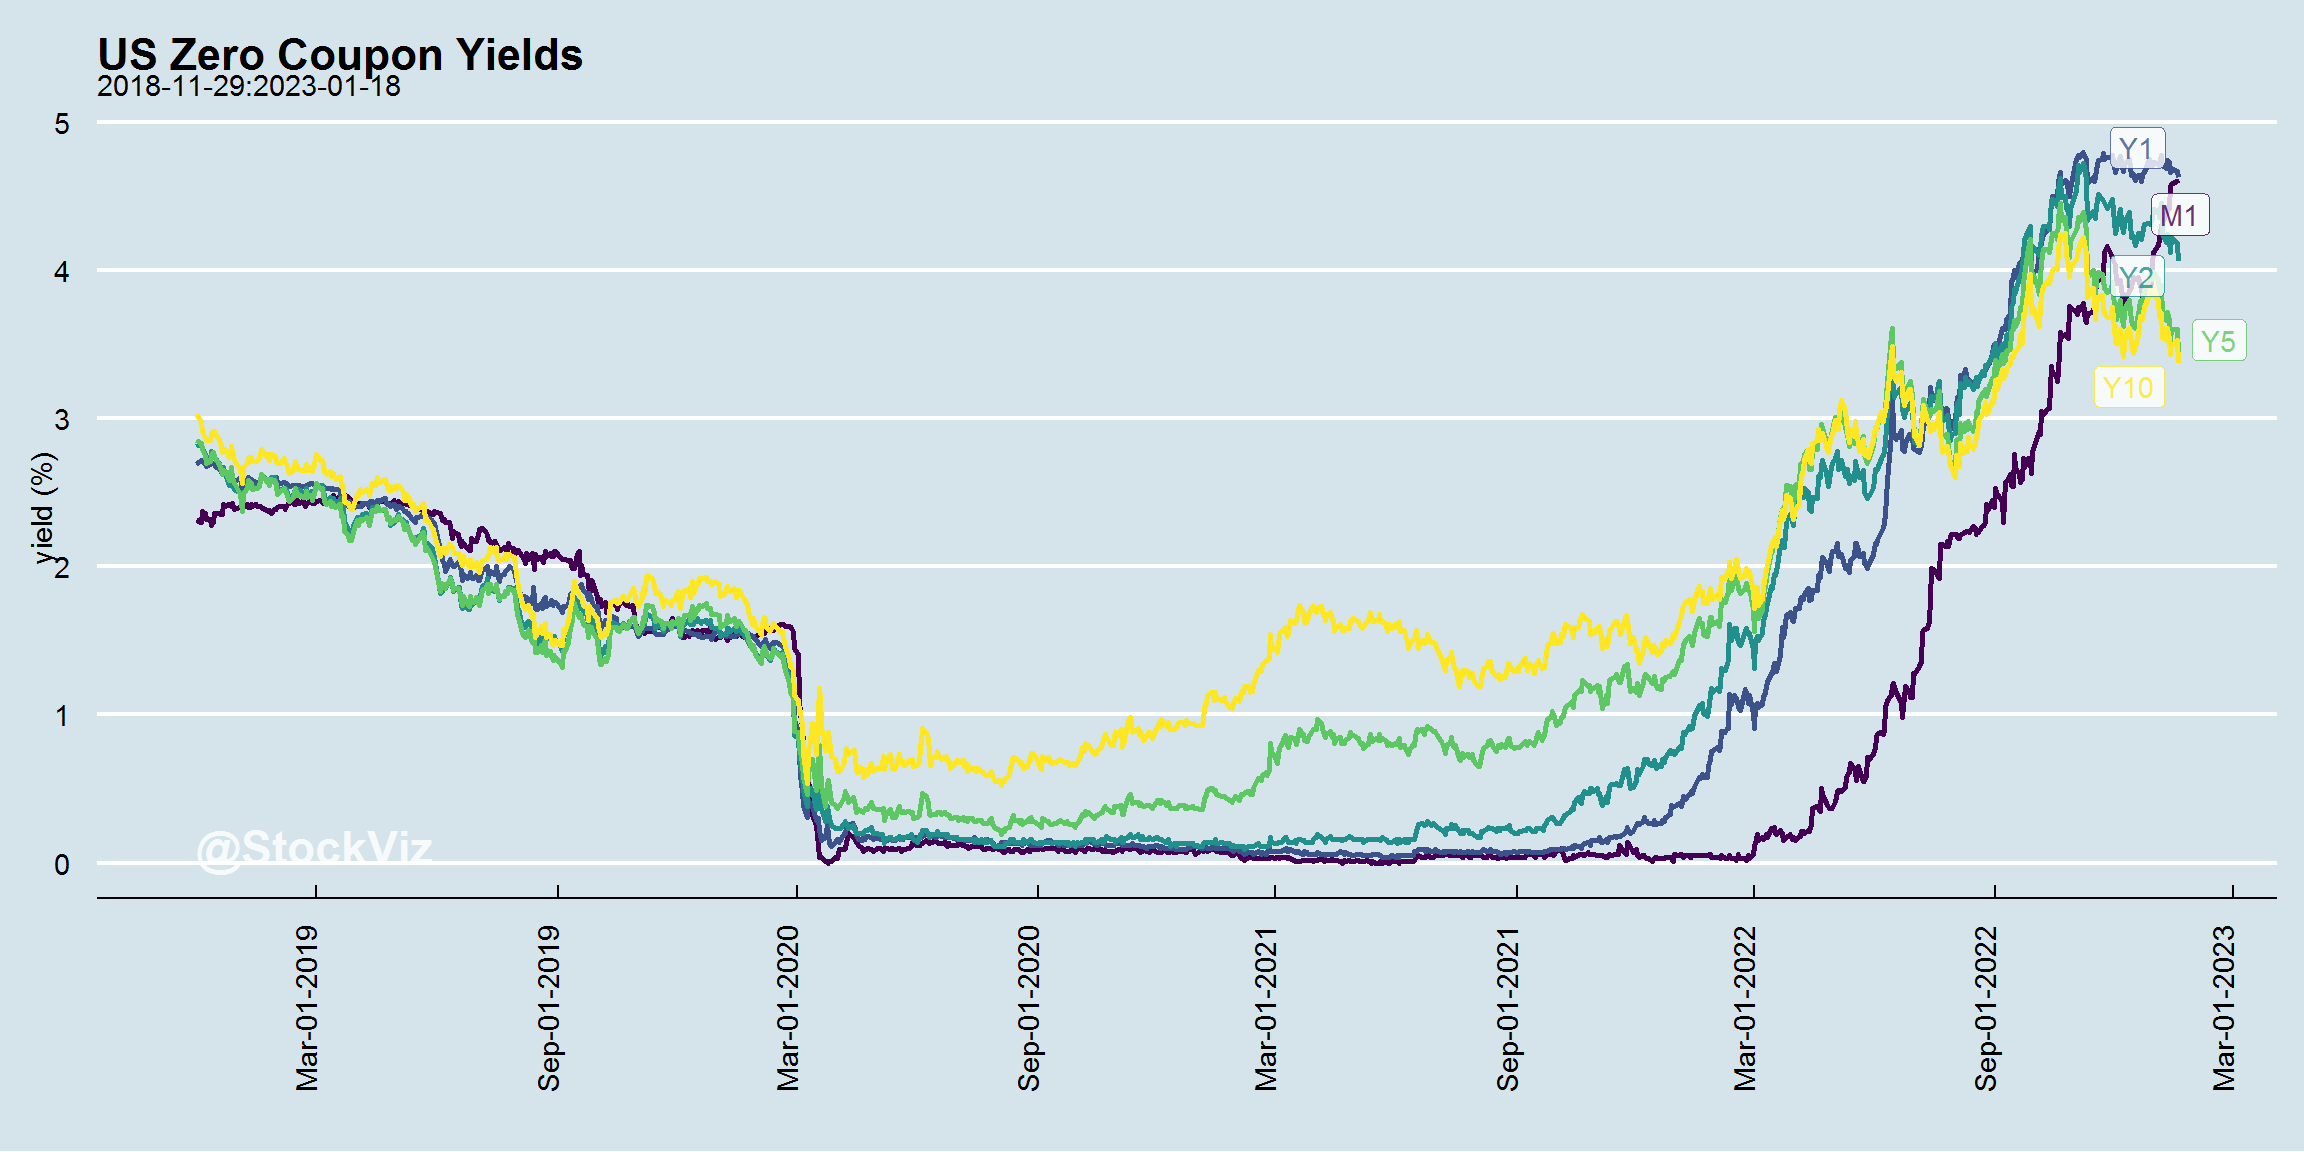 US Zero Coupon Yields
2018-11-29:2023-01-18
yield (%)
5
4
3
2
1
0
Y1
M1
Y2
Y5
Y10
@StockViz
Mar-01-2019
Sep-01-2019
Mar-01-2020
Sep-01-2020
Mar-01-2021
Sep-01-2021
Mar-01-2022
Sep-01-2022
Mar-01-2023